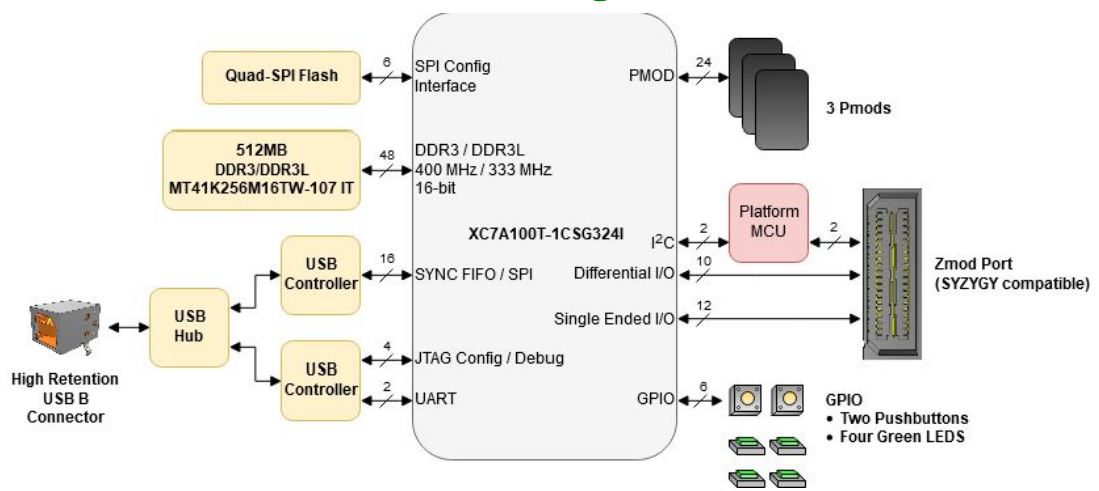 Quad-SPI Flash
6
SPI Config
Interface
512MB
DDR3/DDR3L
MT41K256M16TW-107 IT
48
DDR3 / DDR3L
400 MHz / 333 MHz
16-bit
XC7A100T-1CSG324I
USB
Controller
16
SYNC FIFO / SPI
USB
Hub
High Retention
USB B
Connector
USB
Controller
4
JTAG Config / Debug
2
UART
PMOD
24
3 Pmods
I²C
2
Platform
MCU
2
Differential I/O
10
Single Ended I/O
12
Zmod Port
(SYZYGY compatible)
GPIO
6
GPIO
• Two Pushbuttons
• Four Green LEDS